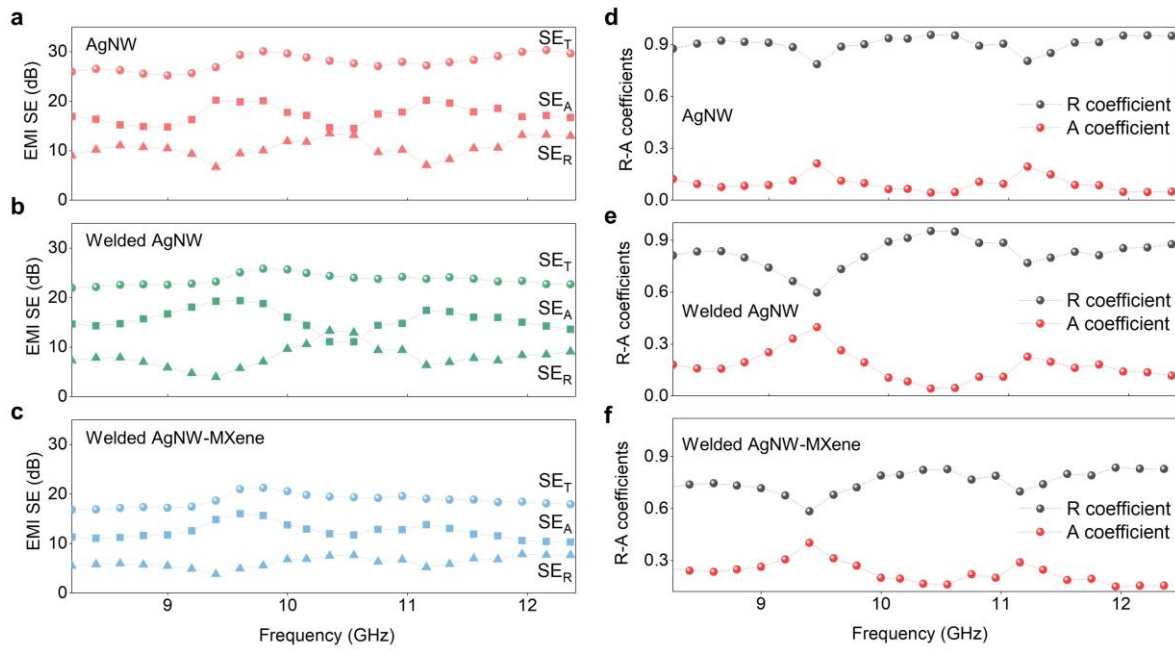 a
AgNW
SE_T
SE_A
SE_R
EMI SE (dB)
30
20
10
0
b
Welded AgNW
SE_T
SE_A
SE_R
EMI SE (dB)
30
20
10
0
c
Welded AgNW-MXene
SE_T
SE_A
SE_R
EMI SE (dB)
30
20
10
0
9
10
11
12
Frequency (GHz)
d
AgNW
R coefficient
A coefficient
R-A coefficients
0.9
0.6
0.3
0.0
e
Welded AgNW
R coefficient
A coefficient
R-A coefficients
0.9
0.6
0.3
0.0
f
Welded AgNW-MXene
R coefficient
A coefficient
R-A coefficients
0.9
0.6
0.3
9
10
11
12
Frequency (GHz)